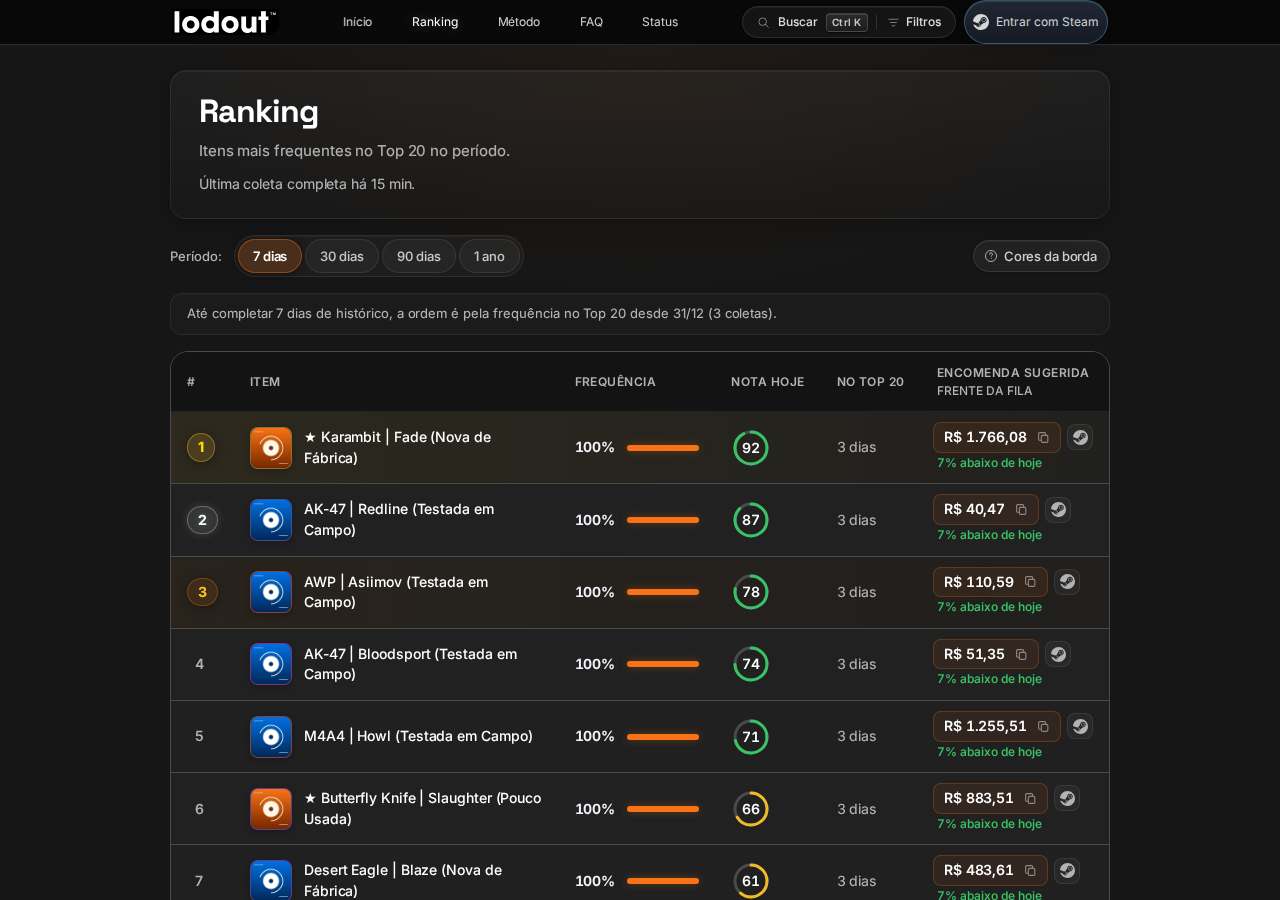 lodout™
Início
Ranking
Método
FAQ
Status
Buscar
Ctrl K
Filtros
Entrar com Steam
Ranking
Itens mais frequentes no Top 20 no período.
Última coleta completa há 15 min.
Período:
7 dias
30 dias
90 dias
1 ano
Cores da borda
Até completar 7 dias de histórico, a ordem é pela frequência no Top 20 desde 31/12 (3 coletas).
#
ITEM
FREQUÊNCIA
NOTA HOJE
NO TOP 20
ENCOMENDA SUGERIDA
FRENTE DA FILA
1
★ Karambit | Fade (Nova de
Fábrica)
100%
92
3 dias
R$ 1.766,08
7% abaixo de hoje
2
AK-47 | Redline (Testada em
Campo)
100%
87
3 dias
R$ 40,47
7% abaixo de hoje
3
AWP | Asiimov (Testada em
Campo)
100%
78
3 dias
R$ 110,59
7% abaixo de hoje
4
AK-47 | Bloodsport (Testada em
Campo)
100%
74
3 dias
R$ 51,35
7% abaixo de hoje
5
M4A4 | Howl (Testada em Campo)
100%
71
3 dias
R$ 1.255,51
7% abaixo de hoje
6
★ Butterfly Knife | Slaughter (Pouco
Usada)
100%
66
3 dias
R$ 883,51
7% abaixo de hoje
7
Desert Eagle | Blaze (Nova de
Fábrica)
100%
61
3 dias
R$ 483,61
7% abaixo de hoje